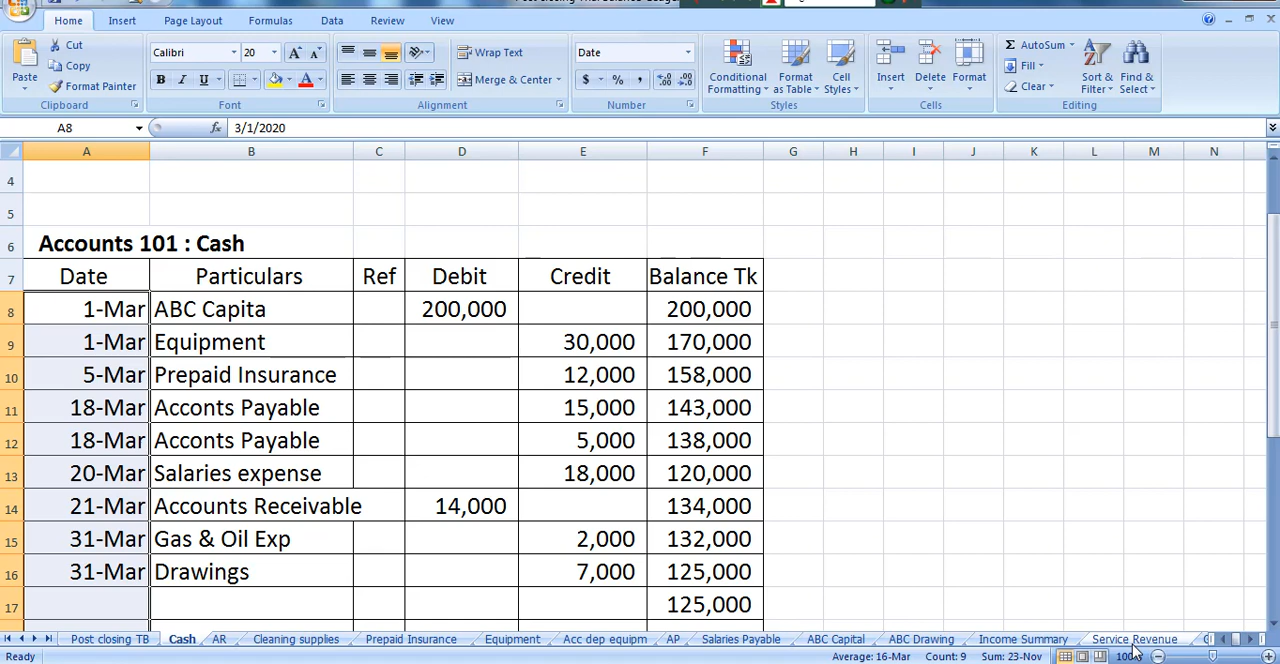 Home Insert Page Layout Formulas Data Review View
Cut
Copy
Format Painter
Paste
Clipboard
Calibri 20
Font
Wrap Text
Merge & Center
Alignment
Date
Number
Conditional Formatting
Format as Table
Cell Styles
Styles
Insert Delete Format
Cells
AutoSum
Fill
Clear
Sort & Filter
Find & Select
Editing
A8 fx 3/1/2020
A B C D E F G H I J K L M N
4
5
6 Accounts 101 : Cash
7 Date Particulars Ref Debit Credit Balance Tk
8 1-Mar ABC Capita 200,000 200,000
9 1-Mar Equipment 30,000 170,000
10 5-Mar Prepaid Insurance 12,000 158,000
11 18-Mar Acconts Payable 15,000 143,000
12 18-Mar Acconts Payable 5,000 138,000
13 20-Mar Salaries expense 18,000 120,000
14 21-Mar Accounts Receivable 14,000 134,000
15 31-Mar Gas & Oil Exp 2,000 132,000
16 31-Mar Drawings 7,000 125,000
17 125,000
Post closing TB Cash AR Cleaning supplies Prepaid Insurance Equipment Acc dep equipm AP Salaries Payable ABC Capital ABC Drawing Income Summary Service Revenue
Ready Average: 16-Mar Count: 9 Sum: 23-Nov 100%